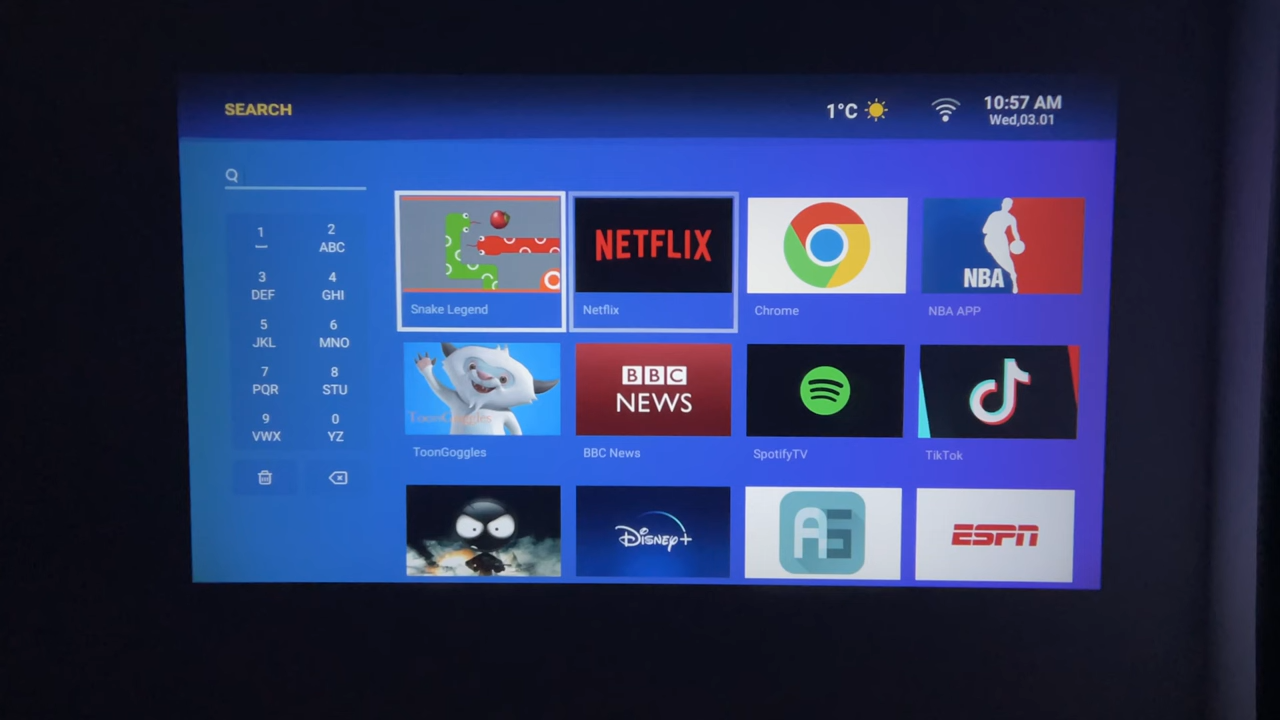 SEARCH
1°C
10:57 AM
Wed,03.01
1
2
ABC
3
DEF
4
GHI
5
JKL
6
MNO
7
PQR
8
STU
9
VWX
0
YZ
Snake Legend
NETFLIX
Netflix
Chrome
NBA
NBA APP
ToonGoggles
ToonGoggles
BBC
NEWS
BBC News
SpotifyTV
TikTok
Disney+
AS
ESPN